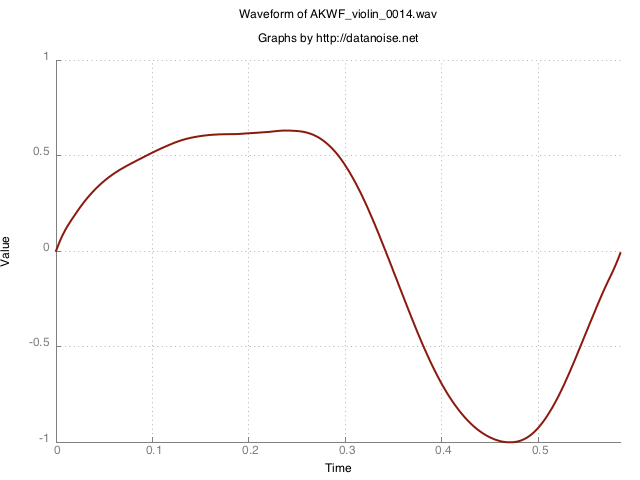 Waveform of AKWF_violin_0014.wav
Graphs by http://datanoise.net
1
0.5
0
-0.5
-1
Value
0 0.1 0.2 0.3 0.4 0.5
Time